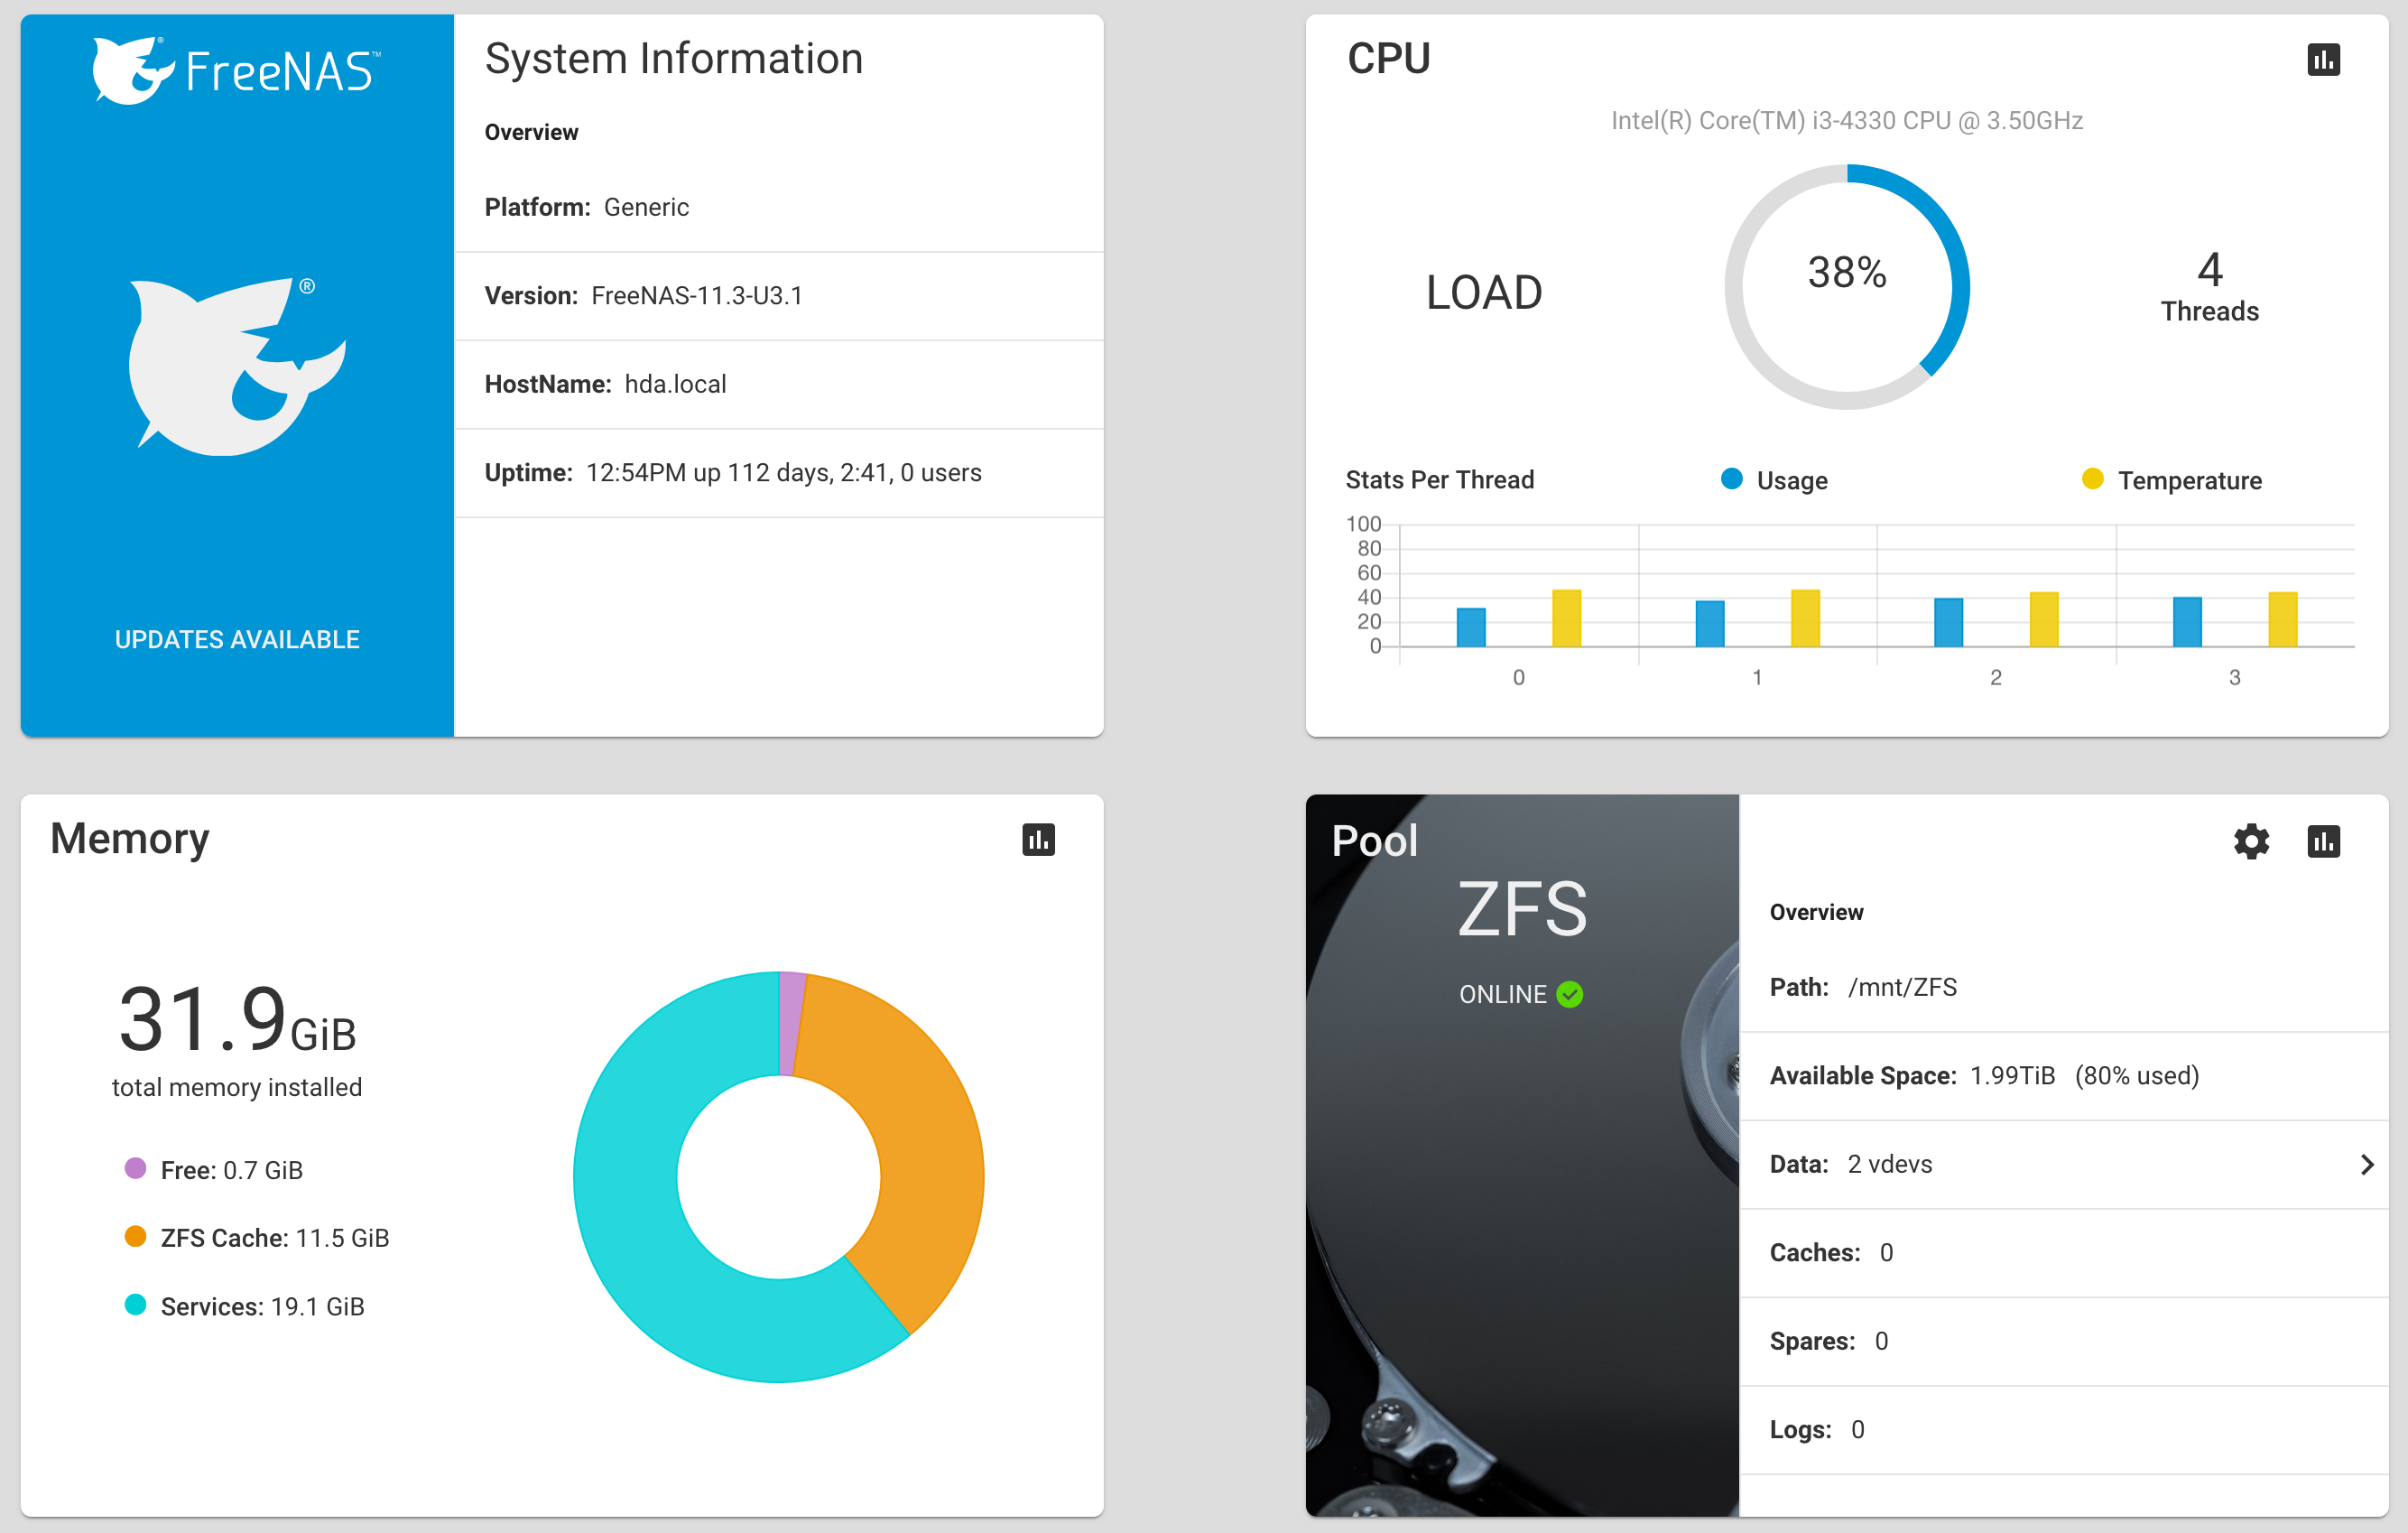 FreeNAS™
®
UPDATES AVAILABLE
System Information
Overview
Platform: Generic
Version: FreeNAS-11.3-U3.1
HostName: hda.local
Uptime: 12:54PM up 112 days, 2:41, 0 users
CPU
Intel(R) Core(TM) i3-4330 CPU @ 3.50GHz
LOAD
38%
4
Threads
Stats Per Thread
Usage
Temperature
100
80
60
40
20
0
0 1 2 3
Memory
31.9GiB
total memory installed
Free: 0.7 GiB
ZFS Cache: 11.5 GiB
Services: 19.1 GiB
Pool
ZFS
ONLINE
Overview
Path: /mnt/ZFS
Available Space: 1.99TiB (80% used)
Data: 2 vdevs
Caches: 0
Spares: 0
Logs: 0